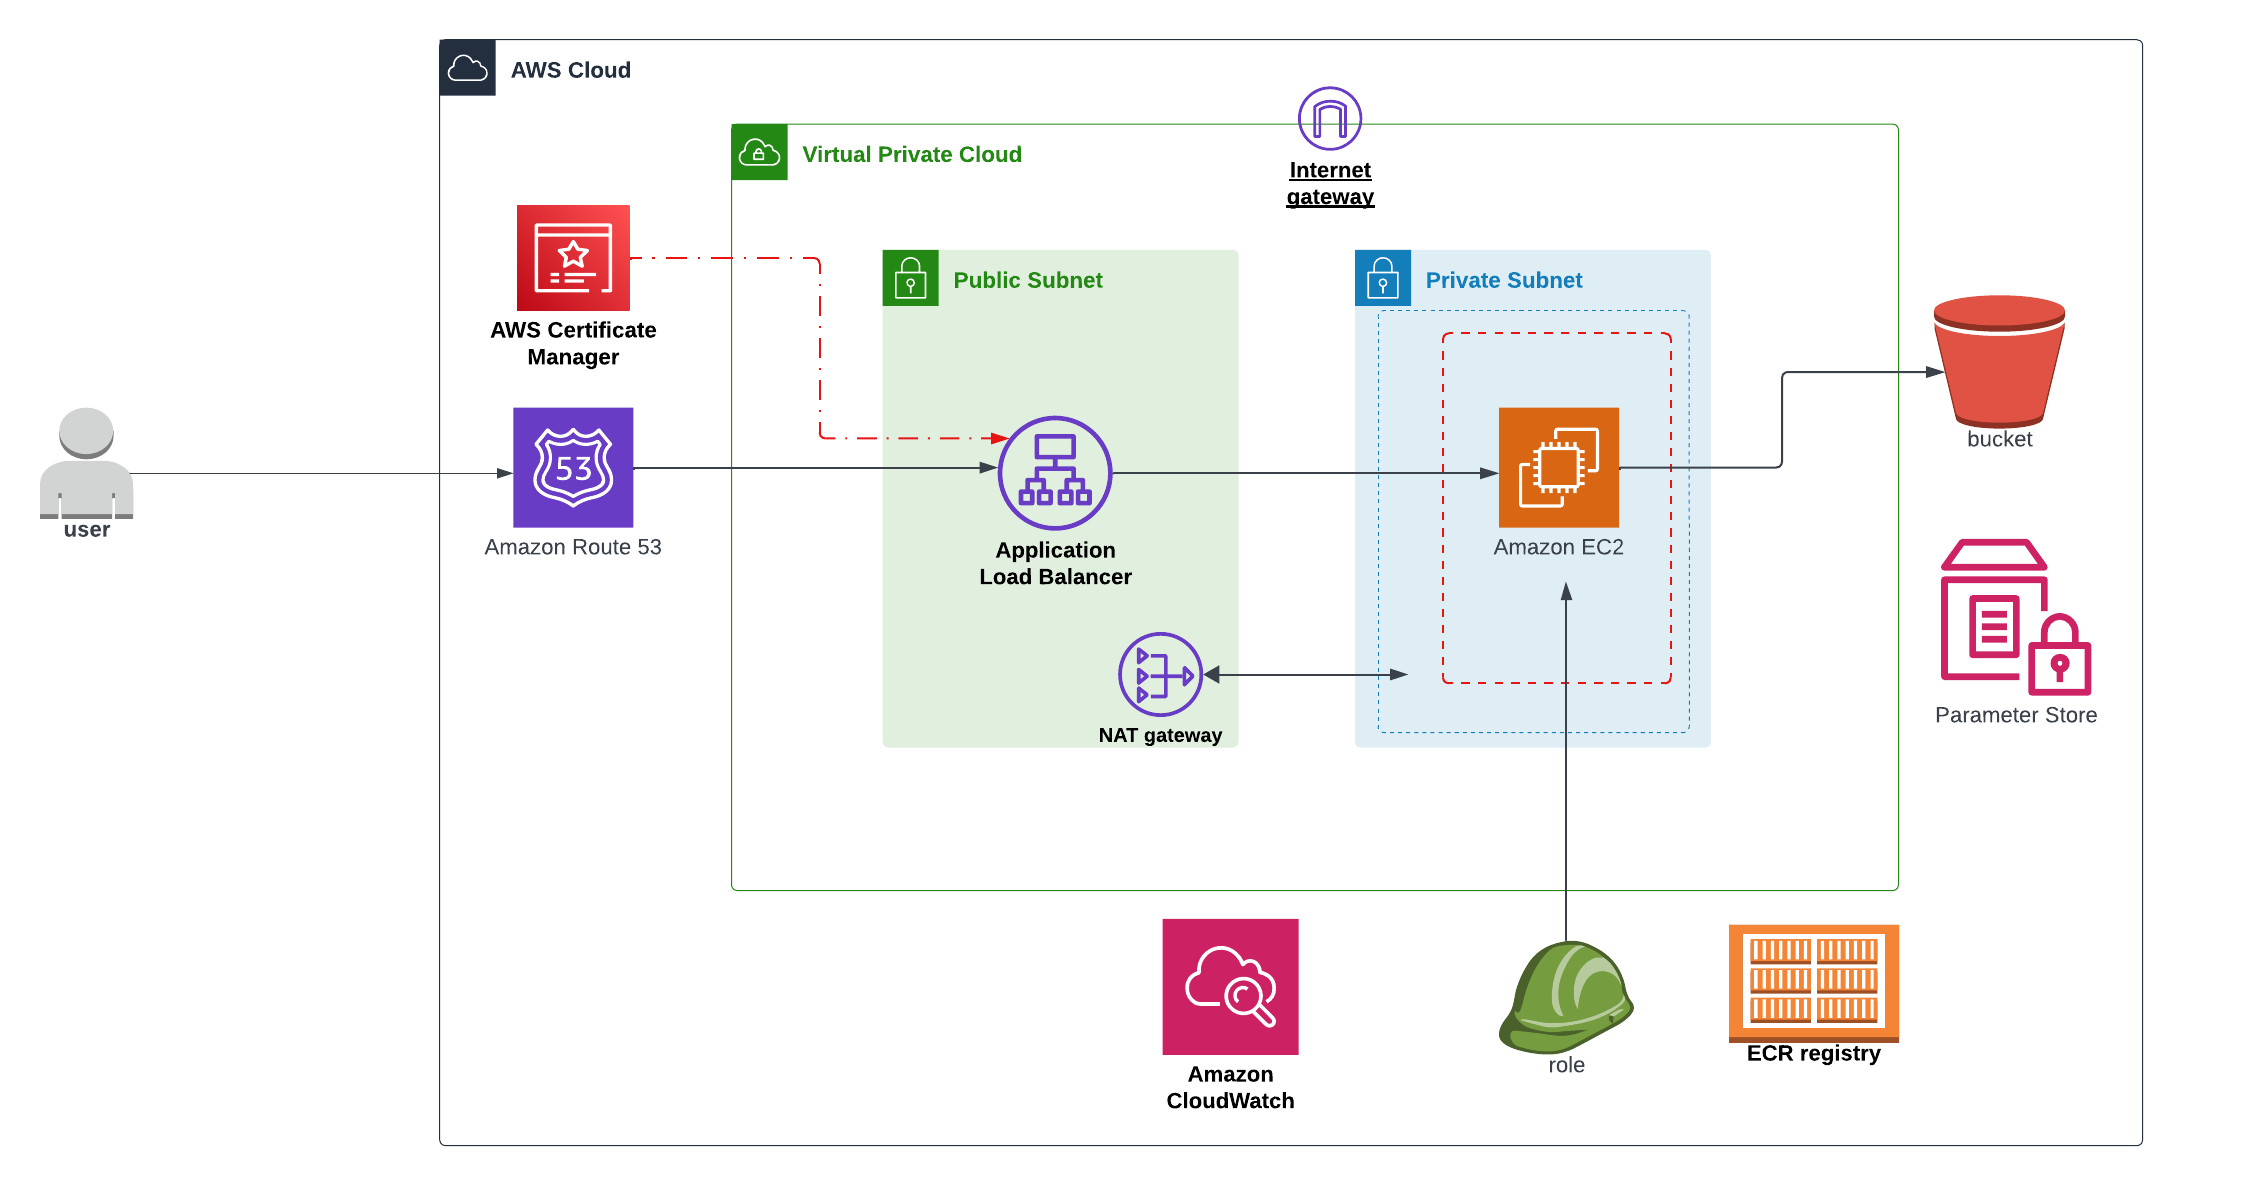 AWS Cloud
Virtual Private Cloud
Internet
gateway
Public Subnet
Private Subnet
AWS Certificate
Manager
bucket
53
user
Amazon Route 53
Application
Load Balancer
Amazon EC2
Parameter Store
NAT gateway
ECR registry
role
Amazon
CloudWatch